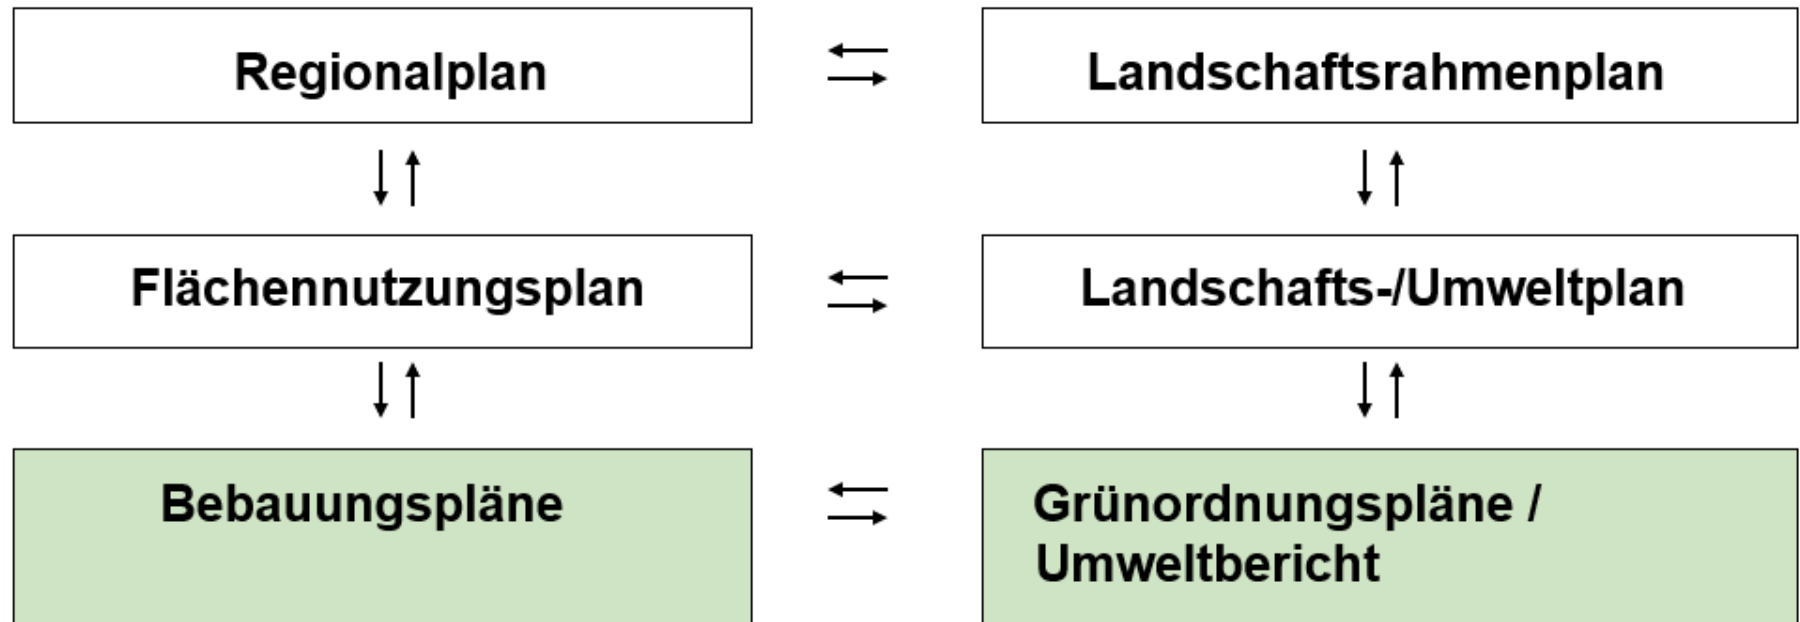 Regionalplan
Landschaftsrahmenplan
Flächennutzungsplan
Landschafts-/Umweltplan
Bebauungspläne
Grünordnungspläne /
Umweltbericht